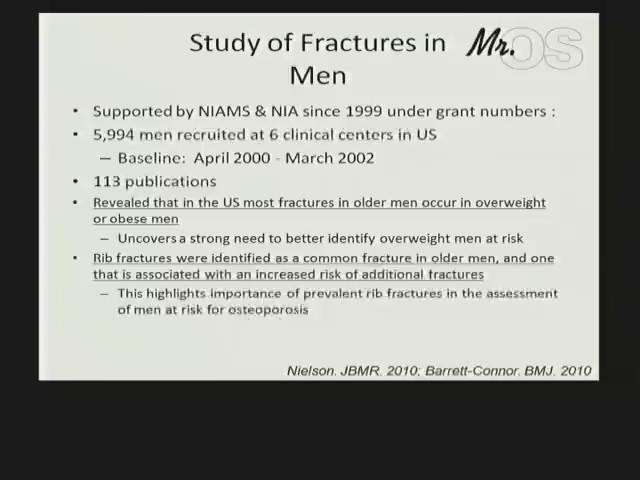 Study of Fractures in
Men
Mr. OS
• Supported by NIAMS & NIA since 1999 under grant numbers :
• 5,994 men recruited at 6 clinical centers in US
– Baseline: April 2000 - March 2002
• 113 publications
• Revealed that in the US most fractures in older men occur in overweight
or obese men
– Uncovers a strong need to better identify overweight men at risk
• Rib fractures were identified as a common fracture in older men, and one
that is associated with an increased risk of additional fractures
– This highlights importance of prevalent rib fractures in the assessment
of men at risk for osteoporosis
Nielson. JBMR. 2010; Barrett-Connor. BMJ. 2010